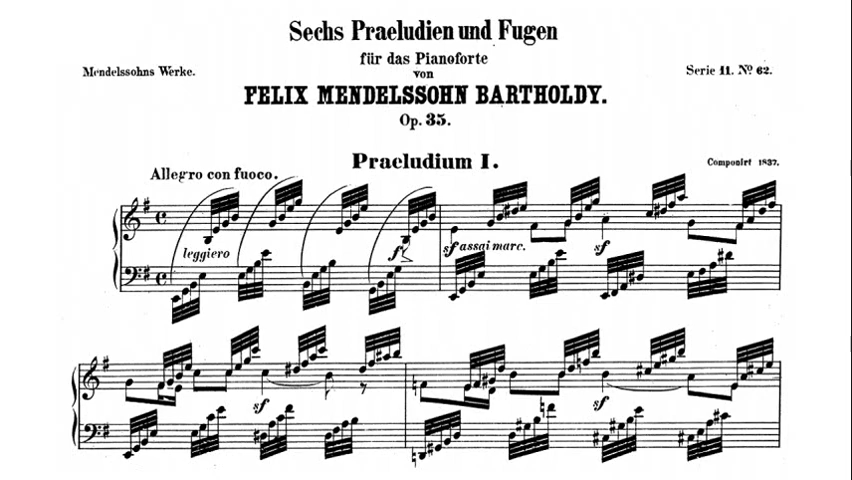 Sechs Praeludien und Fugen
für das Pianoforte
von
Mendelssohns Werke.
Serie 11. No 62.
FELIX MENDELSSOHN BARTHOLDY.
Op. 35.
Praeludium I.
Componirt 1837.
Allegro con fuoco.
leggiero
f
sf assai marc.
sf
sf
sf